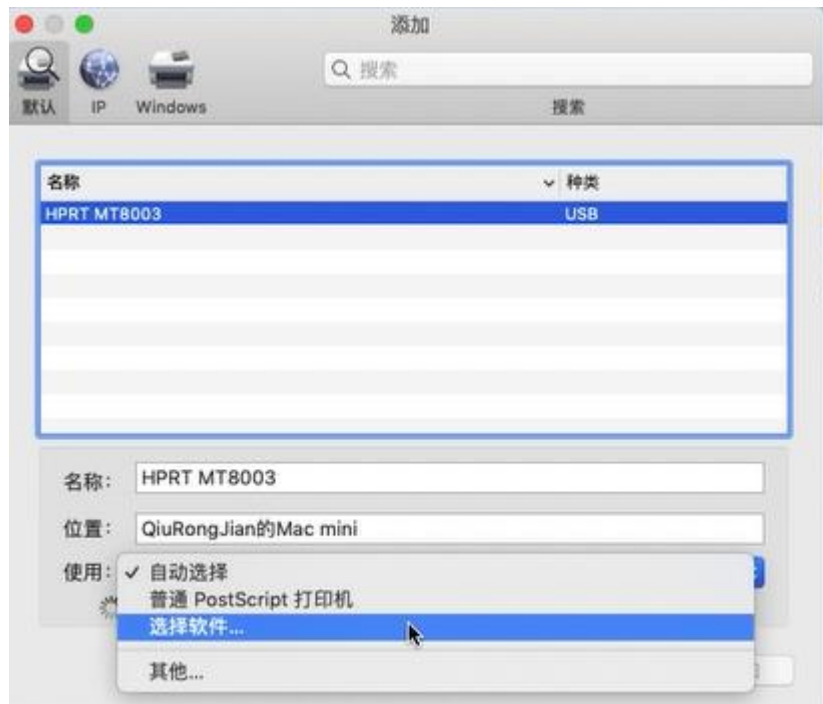 添加
搜索
默认 IP Windows 搜索
名称 种类
HPRT MT8003 USB
名称: HPRT MT8003
位置: QiuRongJian的Mac mini
使用: ✓ 自动选择
普通 PostScript 打印机
选择软件...
其他...